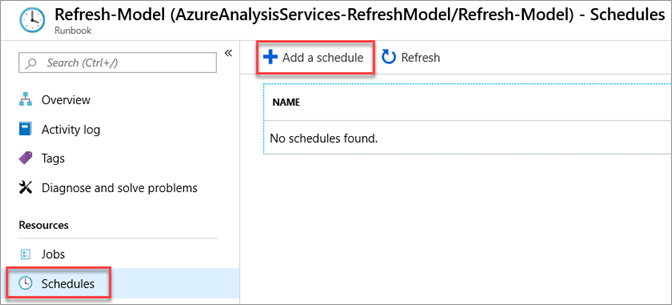 Refresh-Model (AzureAnalysisServices-RefreshModel/Refresh-Model) - Schedules
Runbook
Search (Ctrl+/)
«
Overview
Activity log
Tags
Diagnose and solve problems
Resources
Jobs
Schedules
Add a schedule
Refresh
NAME
No schedules found.